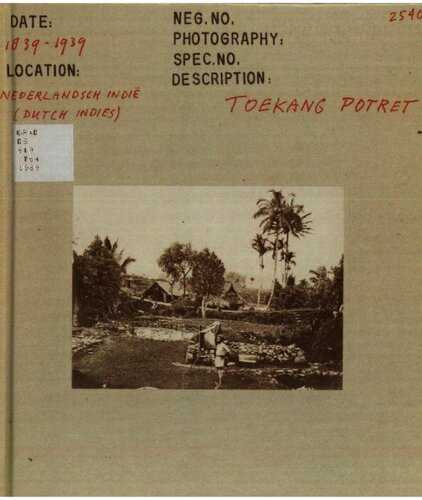 DATE:
1839-1939
LOCATION:
NEDERLANDSCH INDIË
(DUTCH INDIES)
NEG. NO.
PHOTOGRAPHY:
SPEC. NO.
DESCRIPTION:
2540
TOEKANG POTRET
GRAD
DS
619
.T64
1989